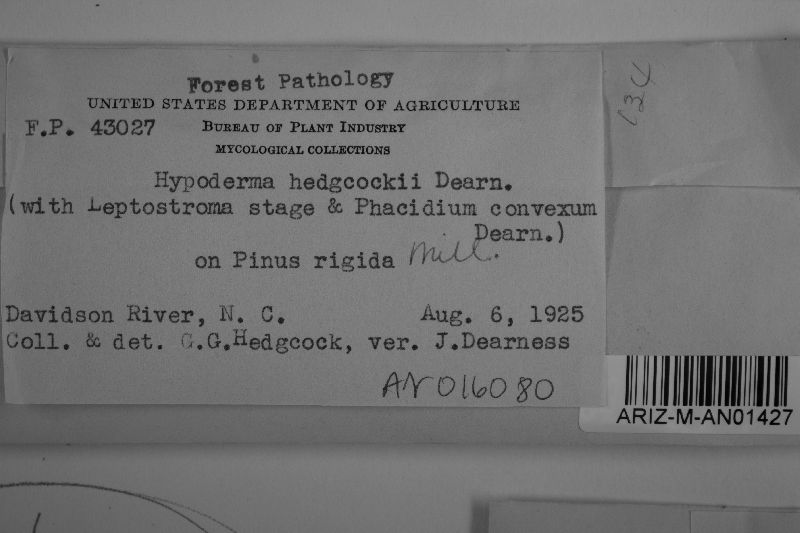 Forest Pathology
UNITED STATES DEPARTMENT OF AGRICULTURE
F.P. 43027 BUREAU OF PLANT INDUSTRY
MYCOLOGICAL COLLECTIONS
Hypoderma hedgcockii Dearn.
(with Leptostroma stage & Phacidium convexum
Dearn.)
on Pinus rigida Mill.
Davidson River, N. C. Aug. 6, 1925
Coll. & det. G.G.Hedgcock, ver. J.Dearness
AN016080
ARIZ-M-AN01427